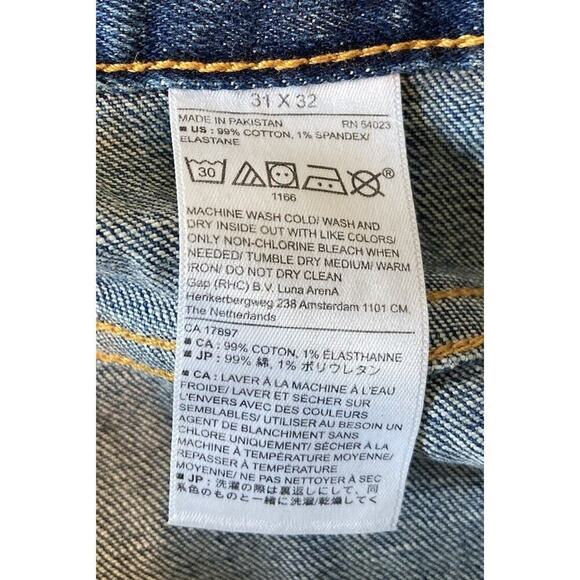 31 X 32
MADE IN PAKISTAN RN 54023
■ US : 99% COTTON, 1% SPANDEX/
ELASTANE
30
1166
®
MACHINE WASH COLD/ WASH AND
DRY INSIDE OUT WITH LIKE COLORS/
ONLY NON-CHLORINE BLEACH WHEN
NEEDED/ TUMBLE DRY MEDIUM/ WARM
IRON/ DO NOT DRY CLEAN
Gap (RHC) B.V. Luna ArenA
Herikerbergweg 238 Amsterdam 1101 CM.
The Netherlands
CA 17897
■ CA : 99% COTTON, 1% ÉLASTHANNE
■ JP : 99% 綿, 1% ポリウレタン
■ CA : LAVER À LA MACHINE À L'EAU
FROIDE/ LAVER ET SÉCHER SUR
L'ENVERS AVEC DES COULEURS
SEMBLABLES/ UTILISER AU BESOIN UN
AGENT DE BLANCHIMENT SANS
CHLORE UNIQUEMENT/ SÉCHER À LA
MACHINE À TEMPÉRATURE MOYENNE/
REPASSER À TEMPÉRATURE
MOYENNE/ NE PAS NETTOYER À SEC
■ JP : 洗濯の際は裏返しにして、同
系色のものと一緒に洗濯/乾燥してく